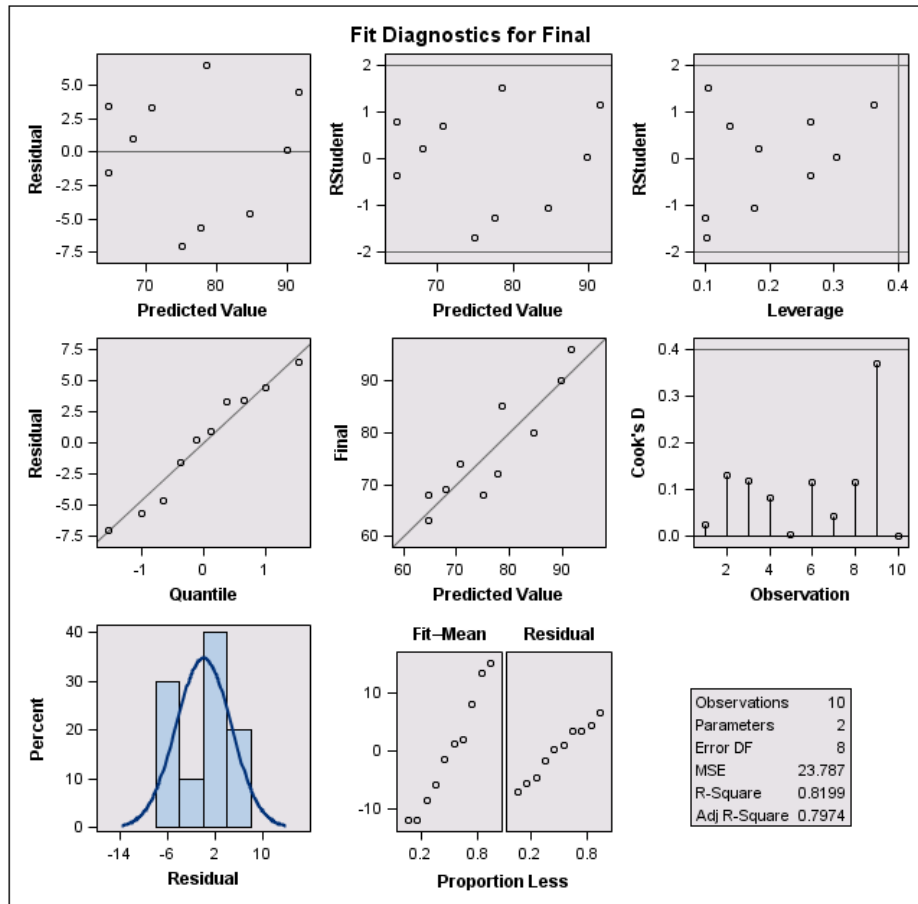 Fit Diagnostics for Final
Residual
5.0
2.5
0.0
-2.5
-5.0
-7.5
70 80 90
Predicted Value
RStudent
2
1
0
-1
-2
70 80 90
Predicted Value
RStudent
2
1
0
-1
-2
0.1 0.2 0.3 0.4
Leverage
Residual
7.5
5.0
2.5
0.0
-2.5
-5.0
-7.5
-1 0 1
Quantile
Final
90
80
70
60
60 70 80 90
Predicted Value
Cook's D
0.4
0.3
0.2
0.1
0.0
2 4 6 8 10
Observation
Percent
40
30
20
10
0
-14 -6 2 10
Residual
Fit–Mean Residual
10
0
-10
0.2 0.8 0.2 0.8
Proportion Less
Observations 10
Parameters 2
Error DF 8
MSE 23.787
R-Square 0.8199
Adj R-Square 0.7974